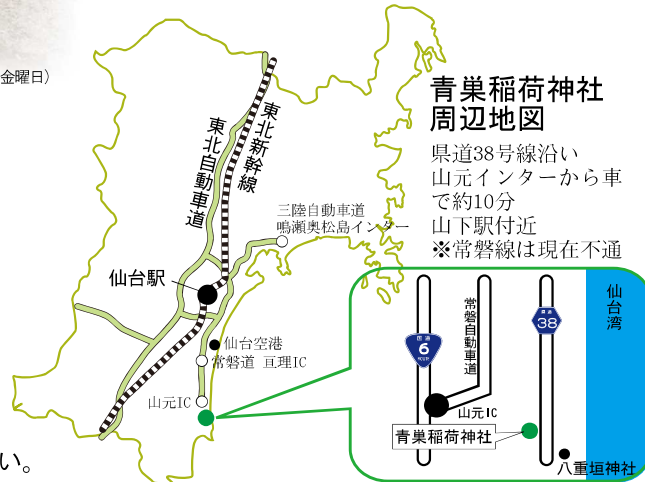 金曜日）
青巣稲荷神社
周辺地図
県道38号線沿い
山元インターから車
で約10分
山下駅付近
※常磐線は現在不通
東北新幹線
東北自動車道
三陸自動車道
鳴瀬奥松島インター
仙台駅
仙台空港
常磐道 亘理IC
山元IC
国道
6
ROUTE
常磐自動車道
県道
38
仙台湾
山元IC
青巣稲荷神社
八重垣神社
い。